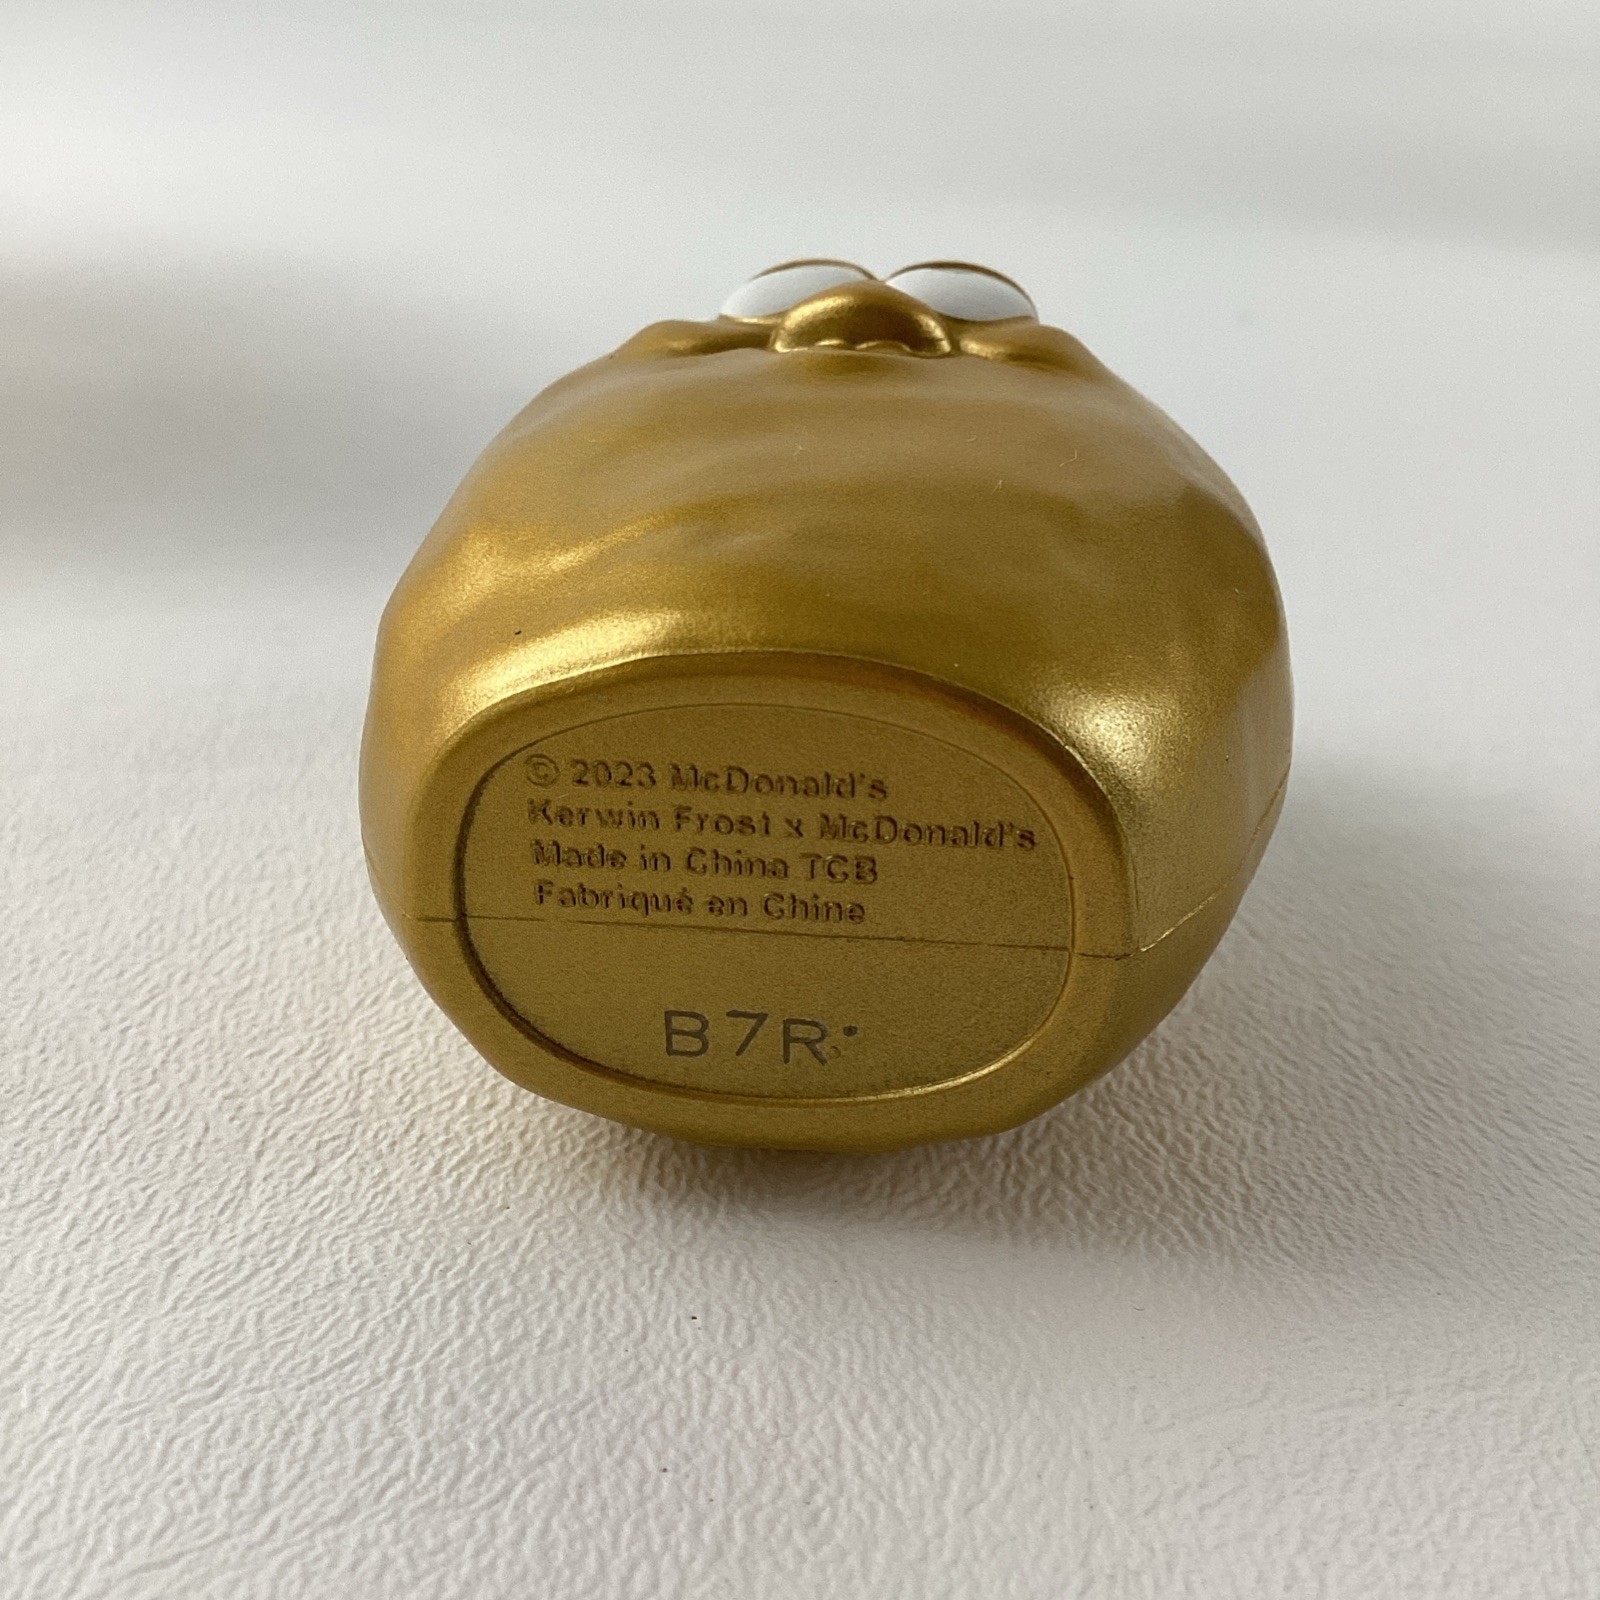 © 2023 McDonald's
Kerwin Frost x McDonald's
Made in China TCB
Fabriqué en Chine
B7R•